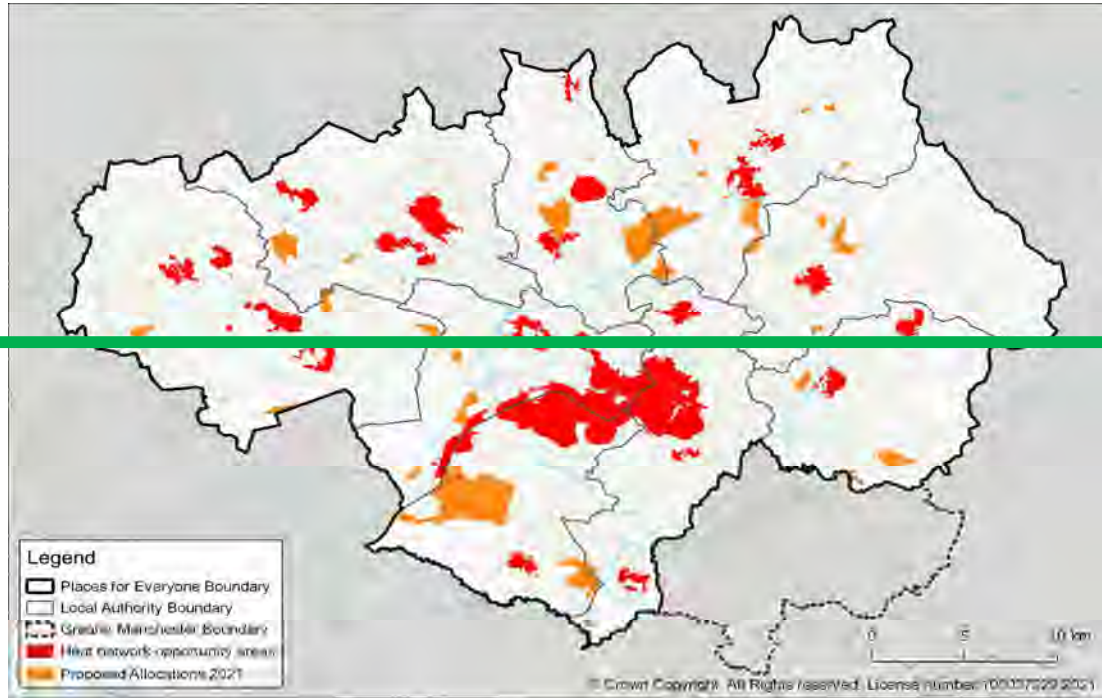 Legend
Places for Everyone Boundary
Local Authority Boundary
Greater Manchester Boundary
Heat network opportunity areas
Proposed Allocations 2021
0 5 10 km
© Crown Copyright. All Rights reserved. License number 2021